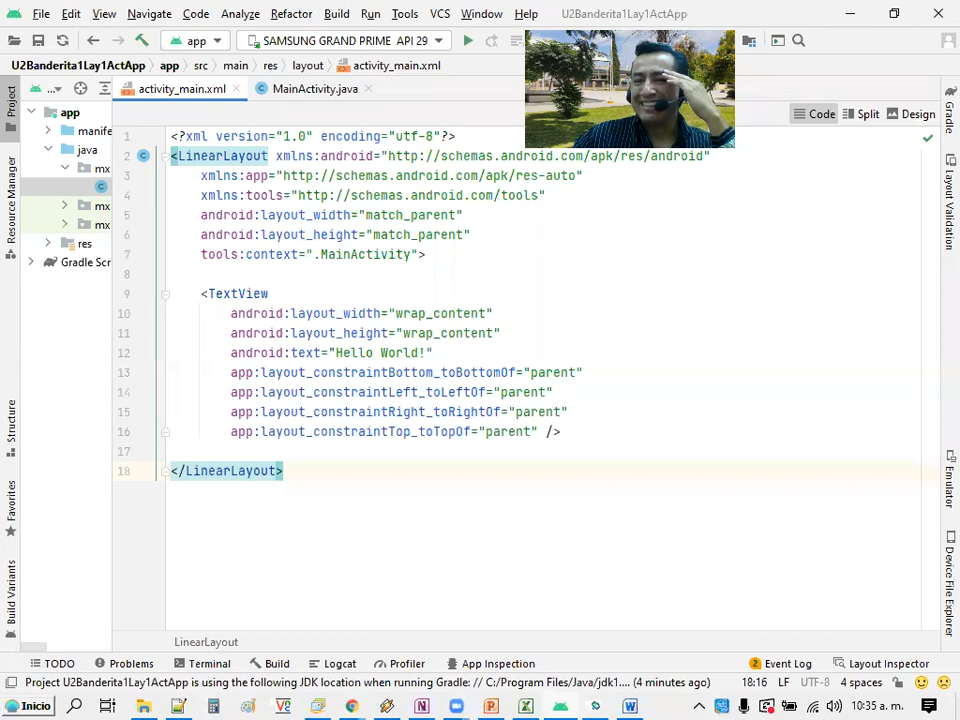 File Edit View Navigate Code Analyze Refactor Build Run Tools VCS Window Help U2Banderita1Lay1ActApp
app SAMSUNG GRAND PRIME API 29
U2Banderita1Lay1ActApp app src main res layout activity_main.xml
Project
Resource Manager
Structure
Favorites
Build Variants
...
app
manife
java
mx
mx
mx
res
Gradle Scr
activity_main.xml MainActivity.java
Code Split Design
1 <?xml version="1.0" encoding="utf-8"?>
2 <LinearLayout xmlns:android="http://schemas.android.com/apk/res/android"
3 xmlns:app="http://schemas.android.com/apk/res-auto"
4 xmlns:tools="http://schemas.android.com/tools"
5 android:layout_width="match_parent"
6 android:layout_height="match_parent"
7 tools:context=".MainActivity">
8
9 <TextView
10 android:layout_width="wrap_content"
11 android:layout_height="wrap_content"
12 android:text="Hello World!"
13 app:layout_constraintBottom_toBottomOf="parent"
14 app:layout_constraintLeft_toLeftOf="parent"
15 app:layout_constraintRight_toRightOf="parent"
16 app:layout_constraintTop_toTopOf="parent" />
17
18 </LinearLayout>
LinearLayout
Gradle
Layout Validation
Emulator
Device File Explorer
TODO Problems Terminal Build Logcat Profiler App Inspection 2 Event Log Layout Inspector
Project U2Banderita1Lay1ActApp is using the following JDK location when running Gradle: // C:/Program Files/Java/jdk1.... (4 minutes ago) 18:16 LF UTF-8 4 spaces
Inicio 10:35 a. m.